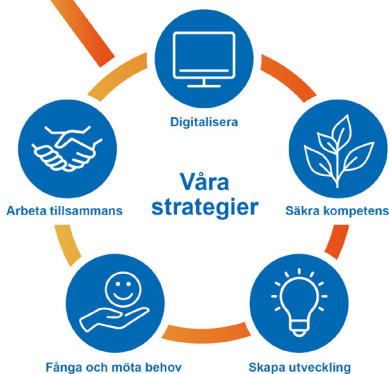 Digitalisera
Våra
strategier
Arbeta tillsammans
Säkra kompetens
Fånga och möta behov
Skapa utveckling